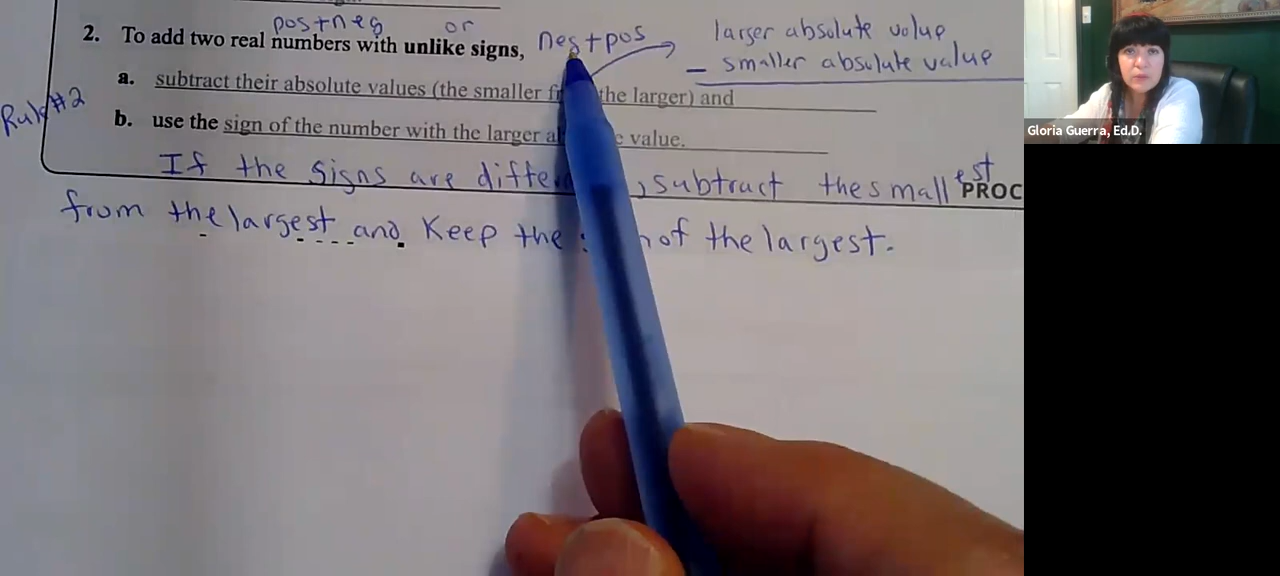 pos+neg or
2. To add two real numbers with unlike signs, neg+pos
larger absolute value
- smaller absolute value
a. subtract their absolute values (the smaller the larger) and
Rule #2
b. use the sign of the number with the larger value.
If the signs are , subtract the smallest
PROC
from the largest and Keep the of the largest.
Gloria Guerra, Ed.D.